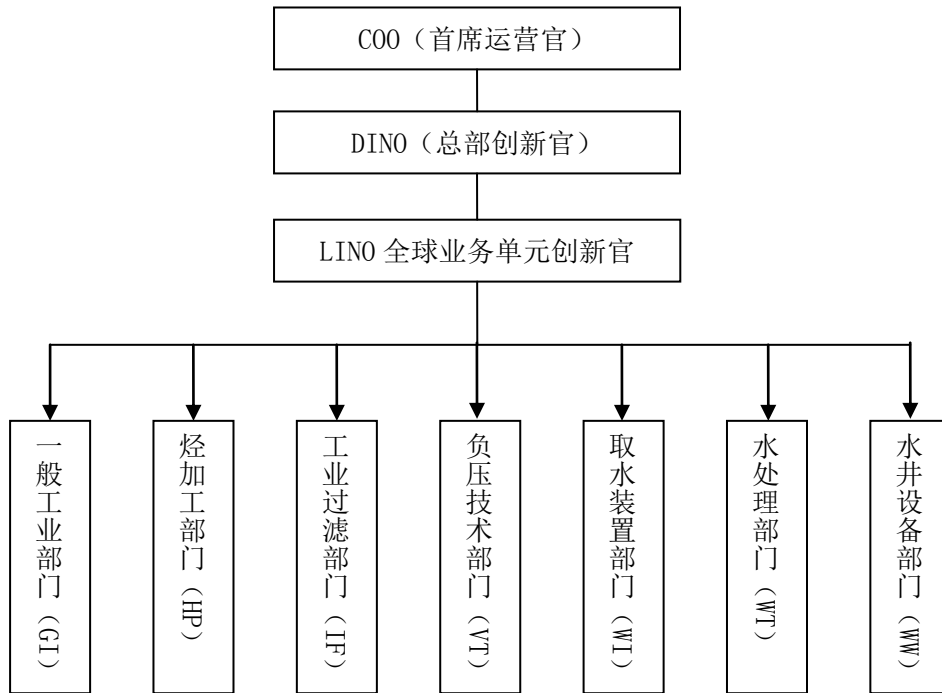 COO（首席运营官）
DINO（总部创新官）
LINO 全球业务单元创新官
一般工业部门（GI）
烃加工部门（HP）
工业过滤部门（IF）
负压技术部门（VT）
取水装置部门（WI）
水处理部门（WT）
水井设备部门（WW）